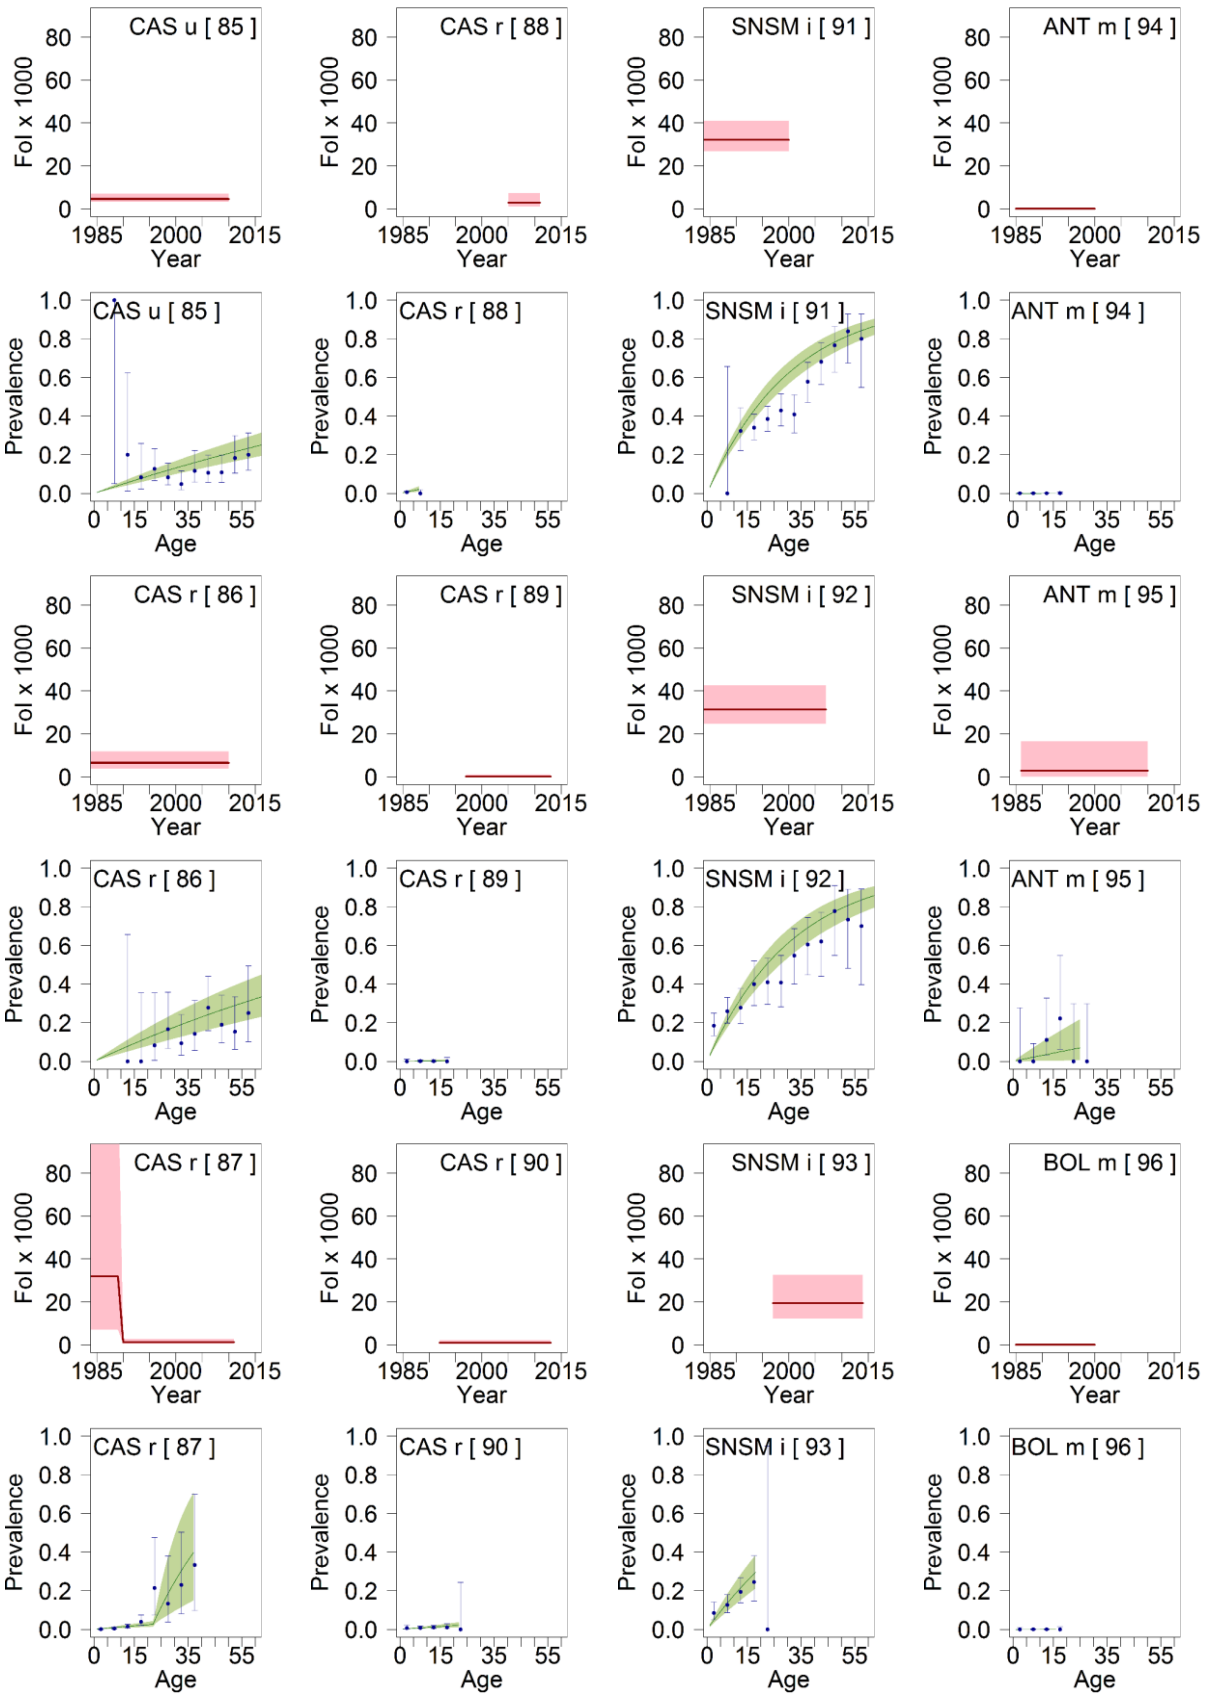 CAS u [ 85 ]
80
60
40
20
0
FoI x 1000
1985 2000 2015
Year
CAS r [ 88 ]
80
60
40
20
0
FoI x 1000
1985 2000 2015
Year
SNSM i [ 91 ]
80
60
40
20
0
FoI x 1000
1985 2000 2015
Year
ANT m [ 94 ]
80
60
40
20
0
FoI x 1000
1985 2000 2015
Year
CAS u [ 85 ]
1.0
0.8
0.6
0.4
0.2
0.0
Prevalence
0 15 35 55
Age
CAS r [ 88 ]
1.0
0.8
0.6
0.4
0.2
0.0
Prevalence
0 15 35 55
Age
SNSM i [ 91 ]
1.0
0.8
0.6
0.4
0.2
0.0
Prevalence
0 15 35 55
Age
ANT m [ 94 ]
1.0
0.8
0.6
0.4
0.2
0.0
Prevalence
0 15 35 55
Age
CAS r [ 86 ]
80
60
40
20
0
FoI x 1000
1985 2000 2015
Year
CAS r [ 89 ]
80
60
40
20
0
FoI x 1000
1985 2000 2015
Year
SNSM i [ 92 ]
80
60
40
20
0
FoI x 1000
1985 2000 2015
Year
ANT m [ 95 ]
80
60
40
20
0
FoI x 1000
1985 2000 2015
Year
CAS r [ 86 ]
1.0
0.8
0.6
0.4
0.2
0.0
Prevalence
0 15 35 55
Age
CAS r [ 89 ]
1.0
0.8
0.6
0.4
0.2
0.0
Prevalence
0 15 35 55
Age
SNSM i [ 92 ]
1.0
0.8
0.6
0.4
0.2
0.0
Prevalence
0 15 35 55
Age
ANT m [ 95 ]
1.0
0.8
0.6
0.4
0.2
0.0
Prevalence
0 15 35 55
Age
CAS r [ 87 ]
80
60
40
20
0
FoI x 1000
1985 2000 2015
Year
CAS r [ 90 ]
80
60
40
20
0
FoI x 1000
1985 2000 2015
Year
SNSM i [ 93 ]
80
60
40
20
0
FoI x 1000
1985 2000 2015
Year
BOL m [ 96 ]
80
60
40
20
0
FoI x 1000
1985 2000 2015
Year
CAS r [ 87 ]
1.0
0.8
0.6
0.4
0.2
0.0
Prevalence
0 15 35 55
Age
CAS r [ 90 ]
1.0
0.8
0.6
0.4
0.2
0.0
Prevalence
0 15 35 55
Age
SNSM i [ 93 ]
1.0
0.8
0.6
0.4
0.2
0.0
Prevalence
0 15 35 55
Age
BOL m [ 96 ]
1.0
0.8
0.6
0.4
0.2
0.0
Prevalence
0 15 35 55
Age